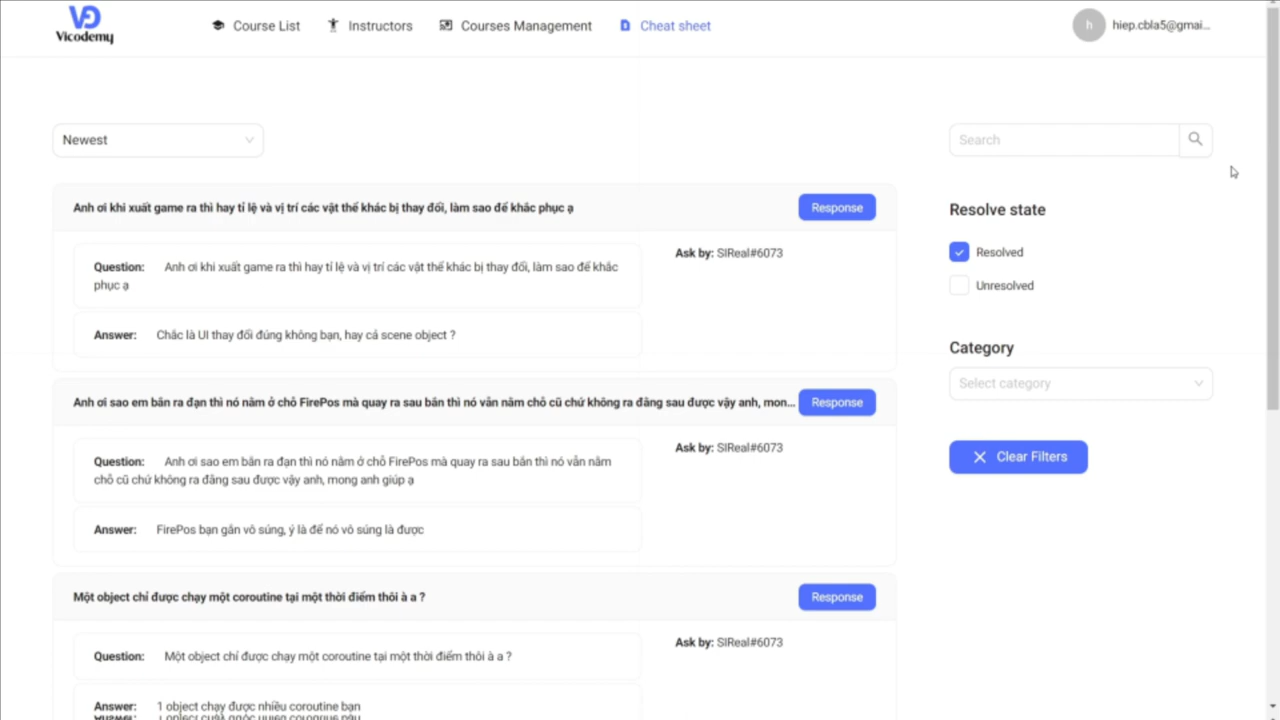 Vicodemy
Course List
Instructors
Courses Management
Cheat sheet
h
hiep.cbla5@gmai...
Newest
Search
Anh ơi khi xuất game ra thì hay tỉ lệ và vị trí các vật thể khác bị thay đổi, làm sao để khắc phục ạ
Response
Question: Anh ơi khi xuất game ra thì hay tỉ lệ và vị trí các vật thể khác bị thay đổi, làm sao để khắc
phục ạ
Ask by: SIReal#6073
Answer: Chắc là UI thay đổi đúng không bạn, hay cả scene object ?
Resolve state
Resolved
Unresolved
Category
Select category
Clear Filters
Anh ơi sao em bắn ra đạn thì nó nằm ở chỗ FirePos mà quay ra sau bắn thì nó vẫn nằm chỗ cũ chứ không ra đằng sau được vậy anh, mon...
Response
Question: Anh ơi sao em bắn ra đạn thì nó nằm ở chỗ FirePos mà quay ra sau bắn thì nó vẫn nằm
chỗ cũ chứ không ra đằng sau được vậy anh, mong anh giúp ạ
Ask by: SIReal#6073
Answer: FirePos bạn gắn vô súng, ý là để nó vô súng là được
Một object chỉ được chạy một coroutine tại một thời điểm thôi à a ?
Response
Question: Một object chỉ được chạy một coroutine tại một thời điểm thôi à a ?
Ask by: SIReal#6073
Answer: 1 object chạy được nhiều coroutine bạn